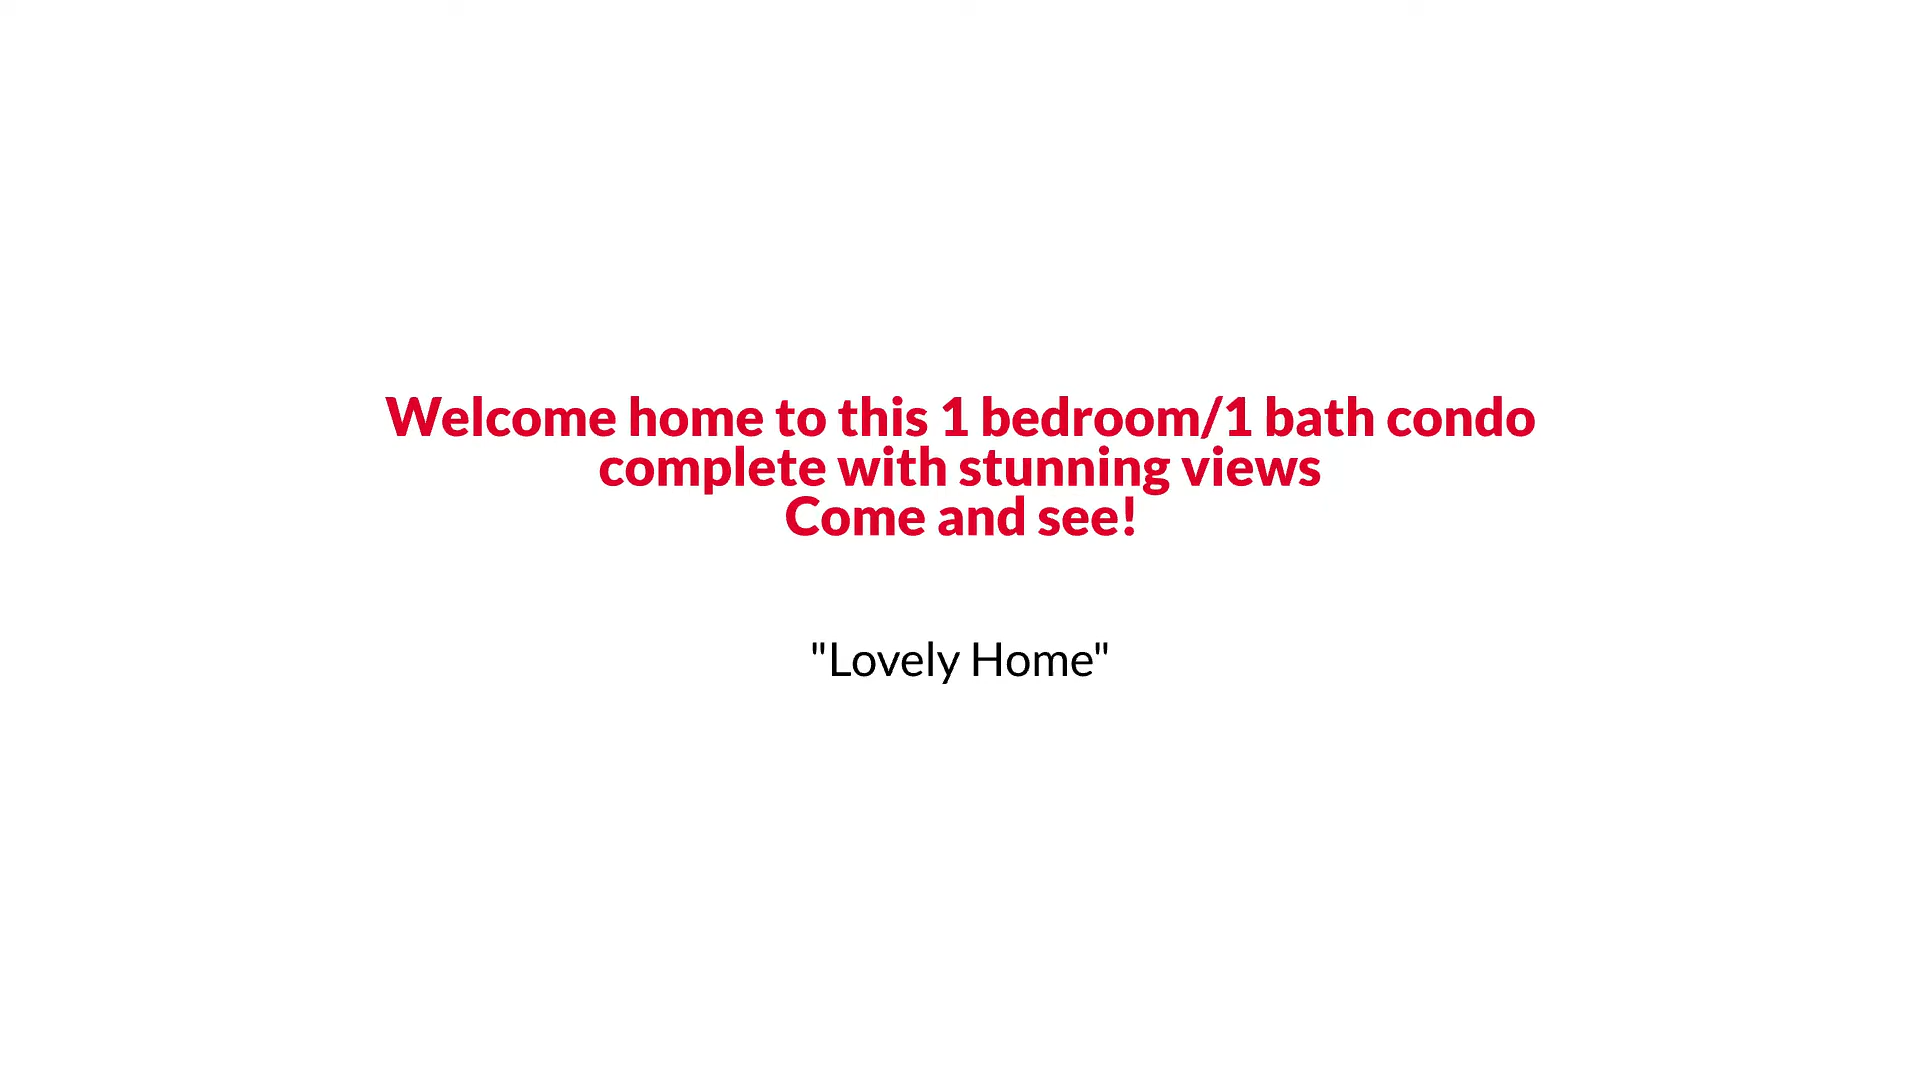 Welcome home to this 1 bedroom/1 bath condo
complete with stunning views
Come and see!
"Lovely Home"